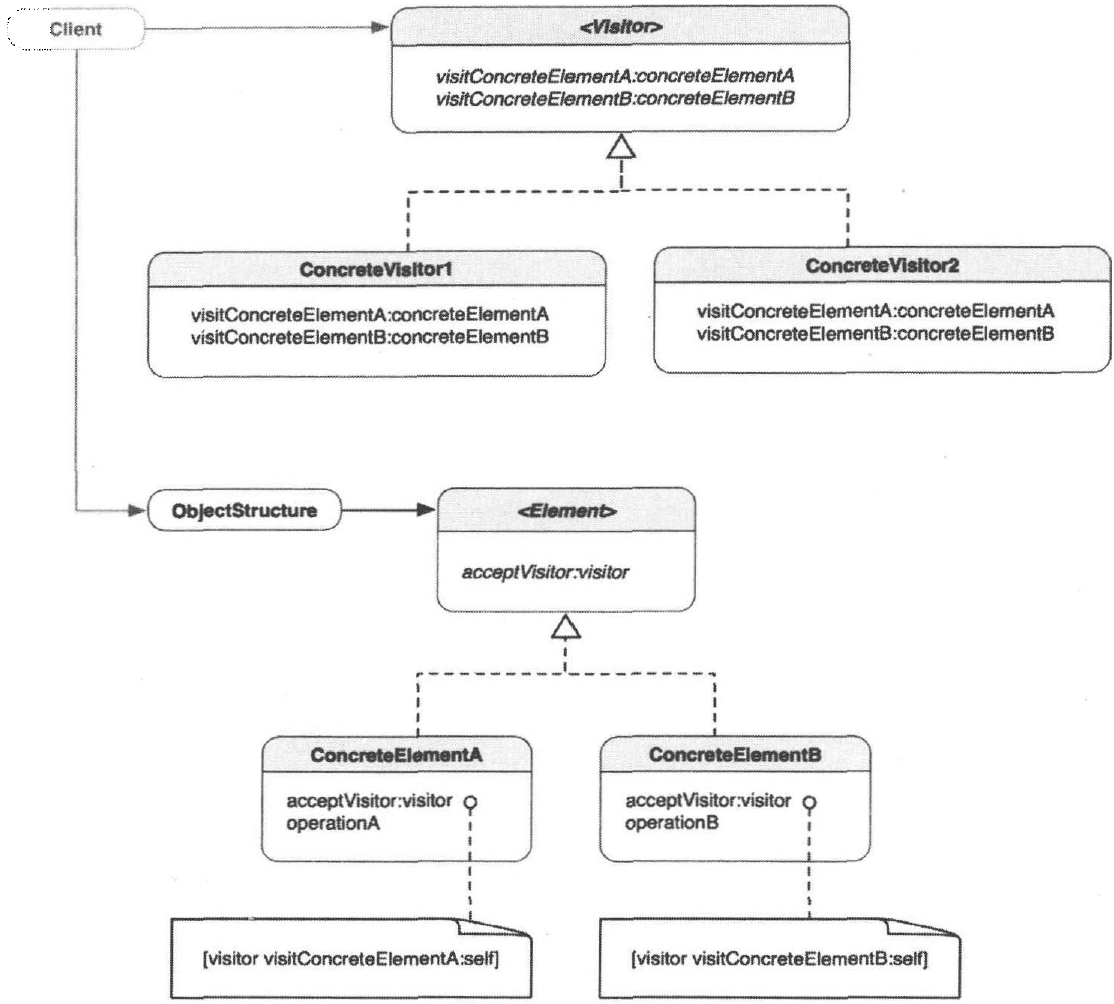 Client
<Visitor>
visitConcreteElementA:concreteElementA
visitConcreteElementB:concreteElementB
ConcreteVisitor1
visitConcreteElementA:concreteElementA
visitConcreteElementB:concreteElementB
ConcreteVisitor2
visitConcreteElementA:concreteElementA
visitConcreteElementB:concreteElementB
ObjectStructure
<Element>
acceptVisitor:visitor
ConcreteElementA
acceptVisitor:visitor
operationA
ConcreteElementB
acceptVisitor:visitor
operationB
[visitor visitConcreteElementA:self]
[visitor visitConcreteElementB:self]